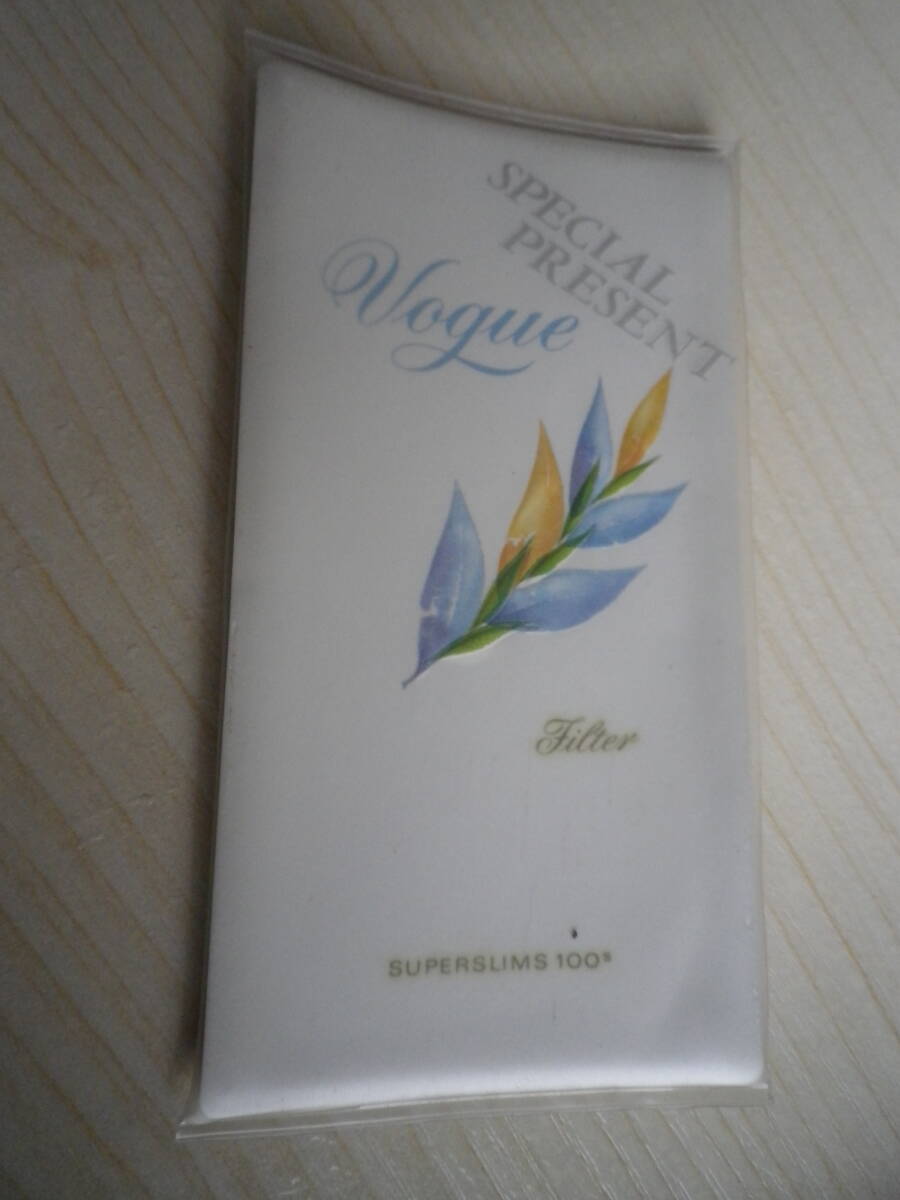 SPECIAL
PRESENT
Vogue
Filter
SUPERSLIMS 100s